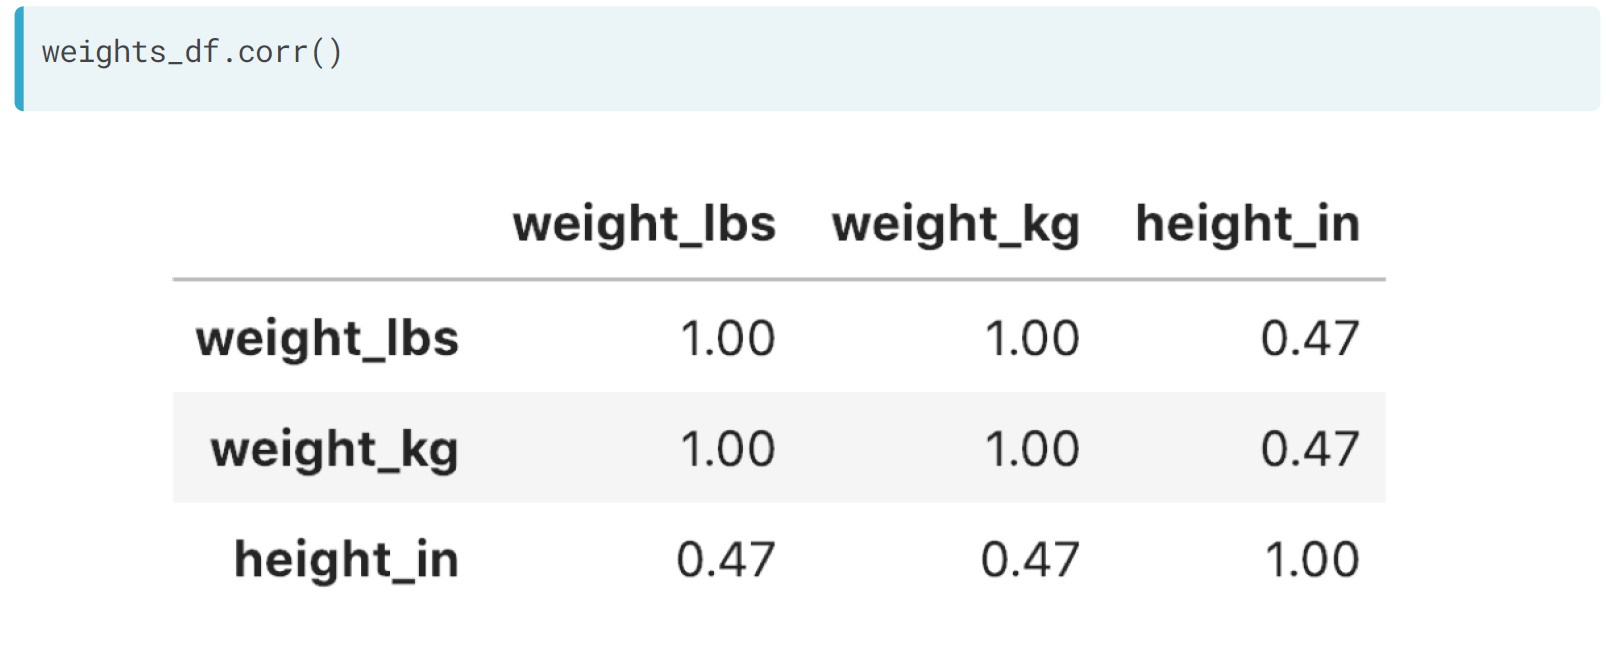 weights_df.corr()
weight_lbs weight_kg height_in
weight_lbs 1.00 1.00 0.47
weight_kg 1.00 1.00 0.47
height_in 0.47 0.47 1.00